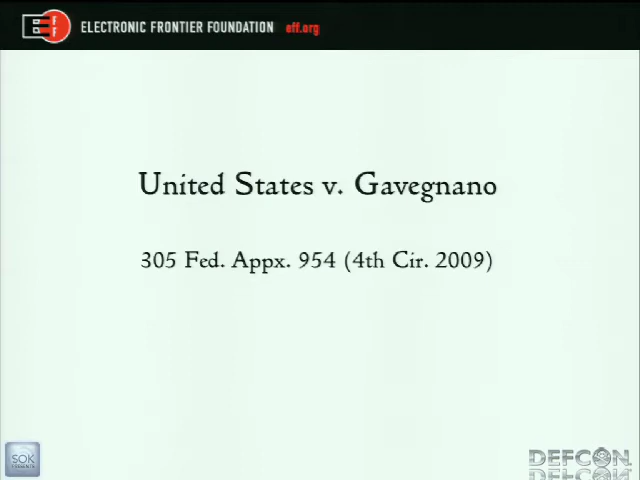 ELECTRONIC FRONTIER FOUNDATION eff.org
United States v. Gavegnano
305 Fed. Appx. 954 (4th Cir. 2009)
SOK
DEFCON